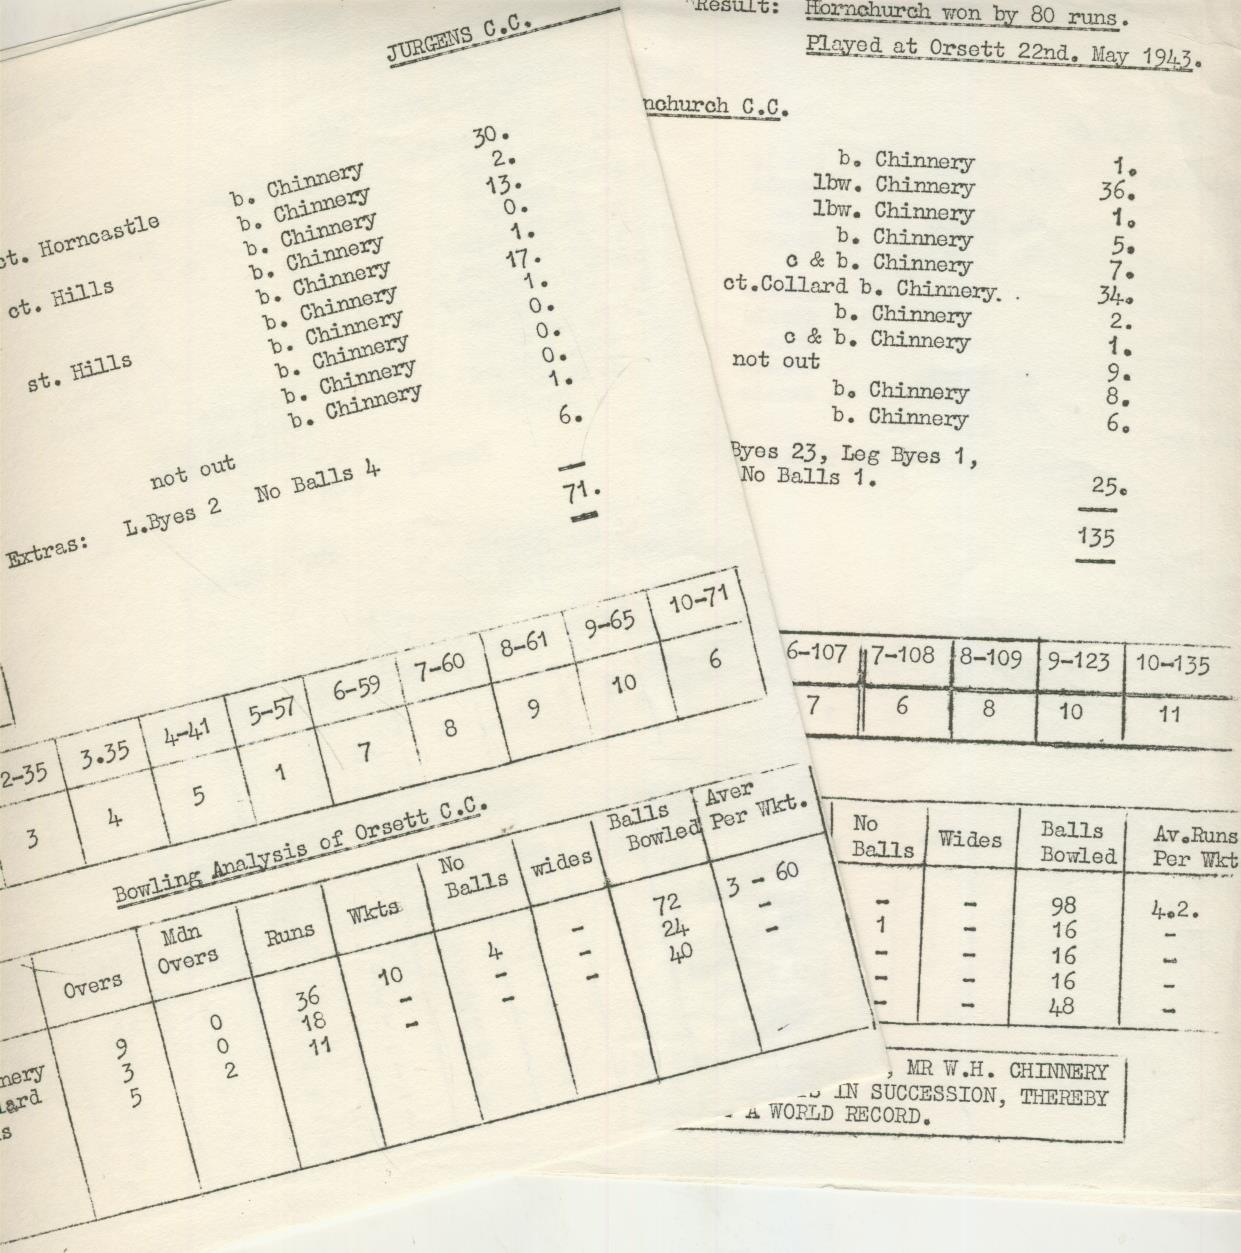 JURGENS C.C.
ct. Horncastle b. Chinnery 30.
b. Chinnery 2.
ct. Hills b. Chinnery 13.
b. Chinnery 0.
b. Chinnery 1.
st. Hills b. Chinnery 17.
b. Chinnery 1.
b. Chinnery 0.
b. Chinnery 0.
b. Chinnery 0.
not out 1.
Extras: L.Byes 2 No Balls 4 6.
71.
2-35 3.35 4-41 5-57 6-59 7-60 8-61 9-65 10-71
3 4 5 1 7 8 9 10 6
Bowling Analysis of Orsett C.C.
Overs Mdn Overs Runs Wkts No Balls wides Balls Bowled Aver Per Wkt.
nery 9 0 36 10 4 - 72 3 - 60
lard 3 0 18 - - - 24 -
s 5 2 11 - - - 40 -
Result: Hornchurch won by 80 runs.
Played at Orsett 22nd. May 1943.
nchurch C.C.
b. Chinnery 1.
lbw. Chinnery 36.
lbw. Chinnery 1.
b. Chinnery 5.
c & b. Chinnery 7.
ct.Collard b. Chinnery. 34.
b. Chinnery 2.
c & b. Chinnery 1.
not out 9.
b. Chinnery 8.
b. Chinnery 6.
Byes 23, Leg Byes 1,
No Balls 1. 25.
135
6-107 7-108 8-109 9-123 10-135
7 6 8 10 11
No Balls Wides Balls Bowled Av.Runs Per Wkt
- - 98 4.2.
1 - 16 -
- - 16 -
- - 16 -
- - 48 -
, MR W.H. CHINNERY
IN SUCCESSION, THEREBY
A WORLD RECORD.